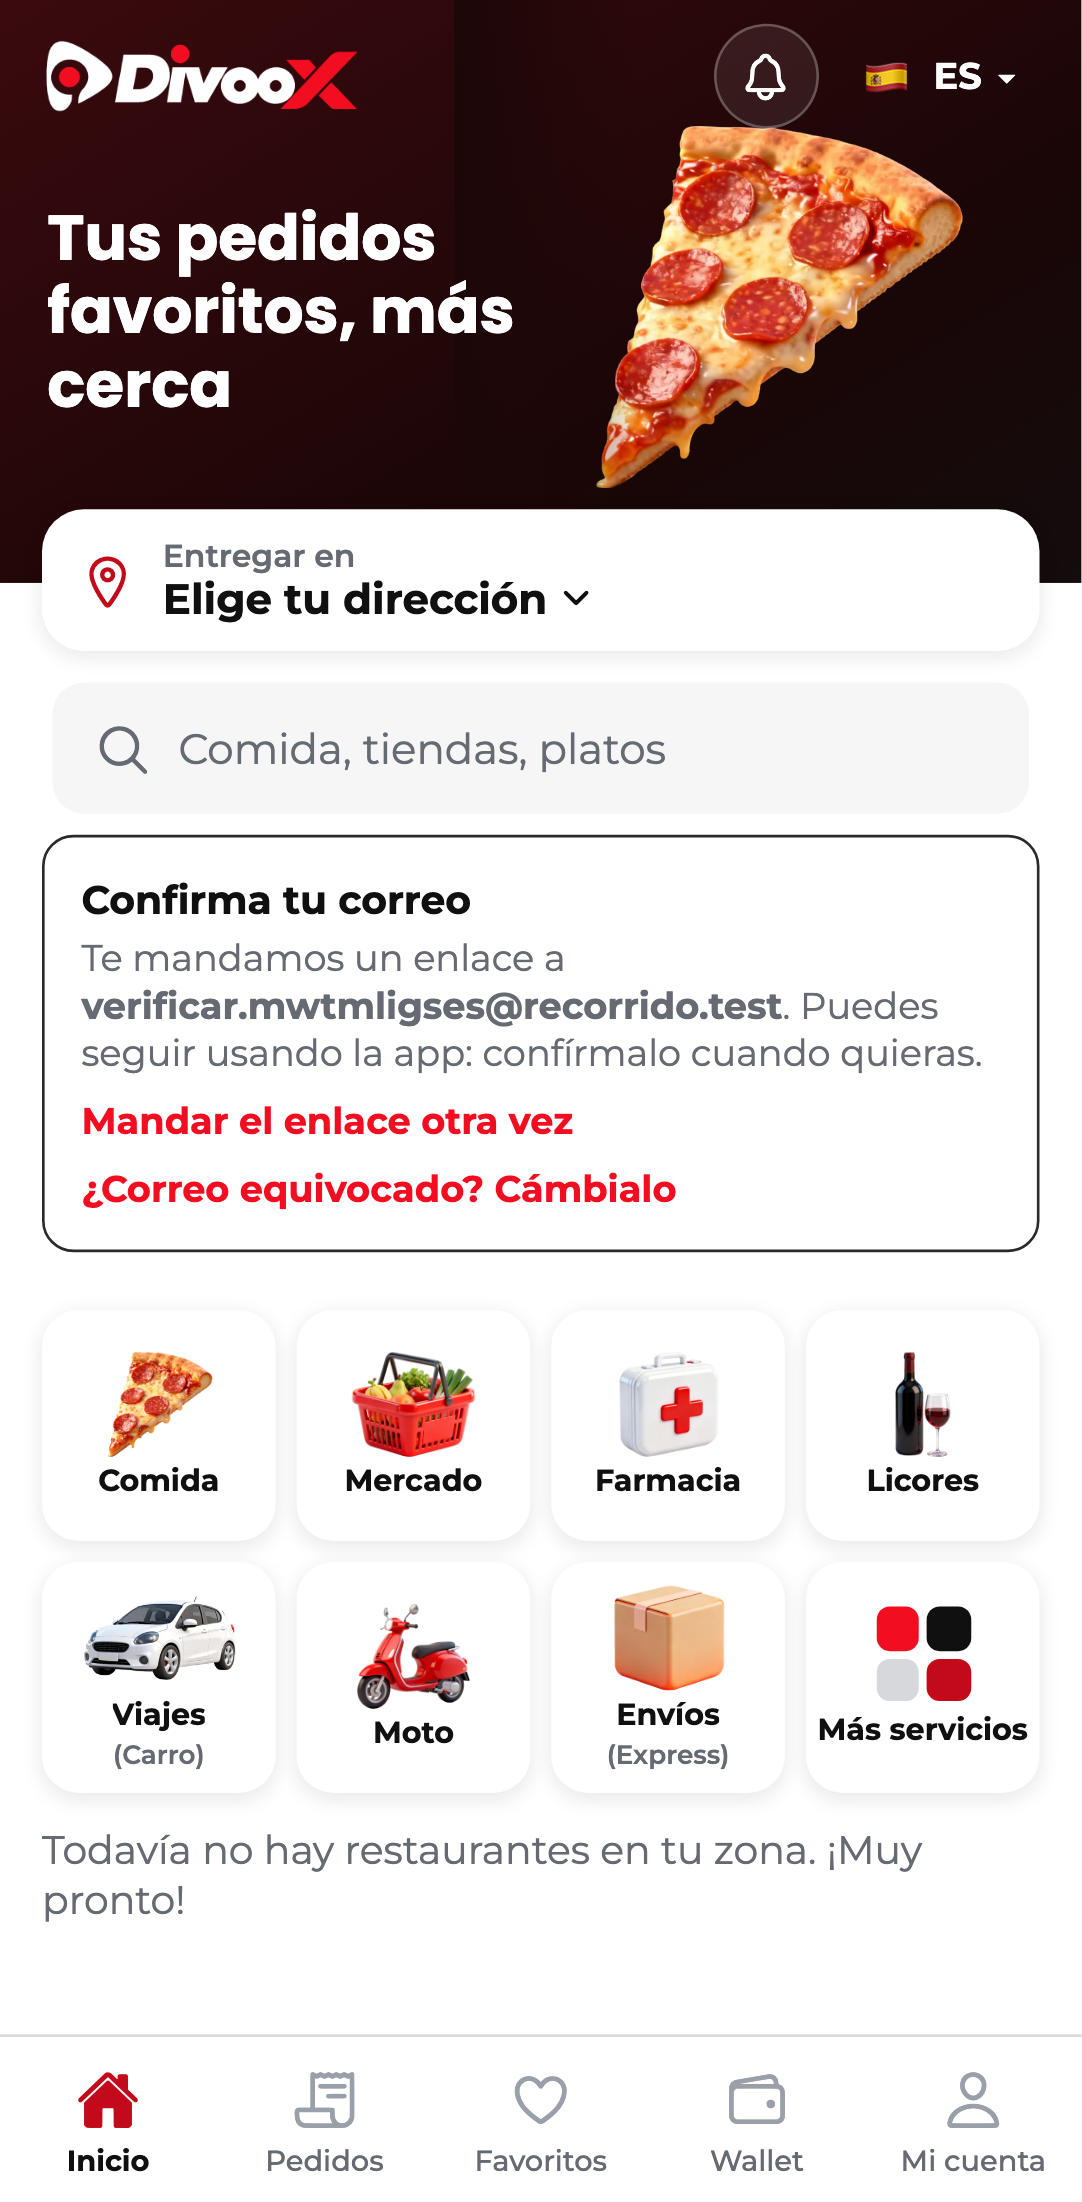 DivooX
ES
Tus pedidos
favoritos, más
cerca
Entregar en
Elige tu dirección
Comida, tiendas, platos
Confirma tu correo
Te mandamos un enlace a
verificar.mwtmligses@recorrido.test. Puedes
seguir usando la app: confírmalo cuando quieras.
Mandar el enlace otra vez
¿Correo equivocado? Cámbialo
Comida
Mercado
Farmacia
Licores
Viajes
(Carro)
Moto
Envíos
(Express)
Más servicios
Todavía no hay restaurantes en tu zona. ¡Muy
pronto!
Inicio
Pedidos
Favoritos
Wallet
Mi cuenta